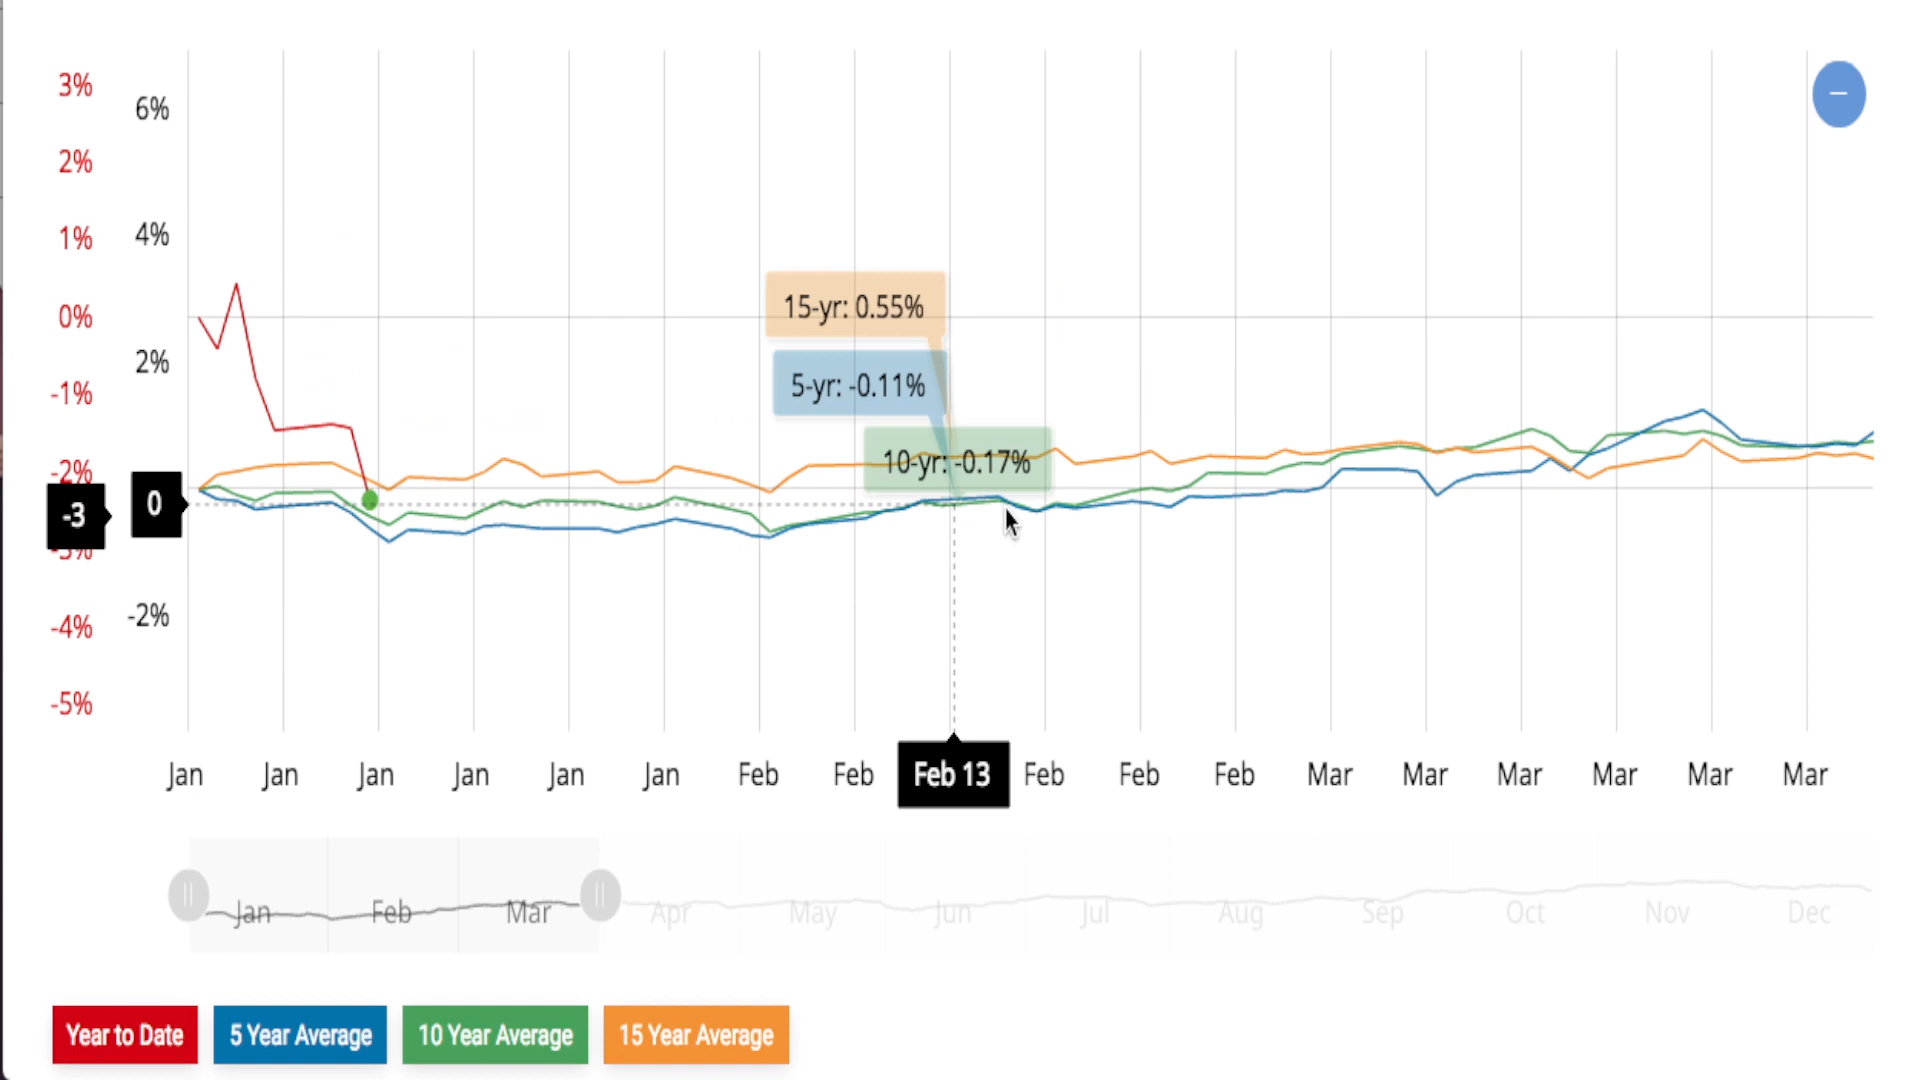 3%
6%
2%
4%
1%
0%
2%
-1%
-2%
-3
0
-3%
-4%
-2%
-5%
15-yr: 0.55%
5-yr: -0.11%
10-yr: -0.17%
Jan Jan Jan Jan Jan Jan Feb Feb Feb 13 Feb Feb Feb Mar Mar Mar Mar Mar Mar
Jan Feb Mar Apr May Jun Jul Aug Sep Oct Nov Dec
Year to Date 5 Year Average 10 Year Average 15 Year Average